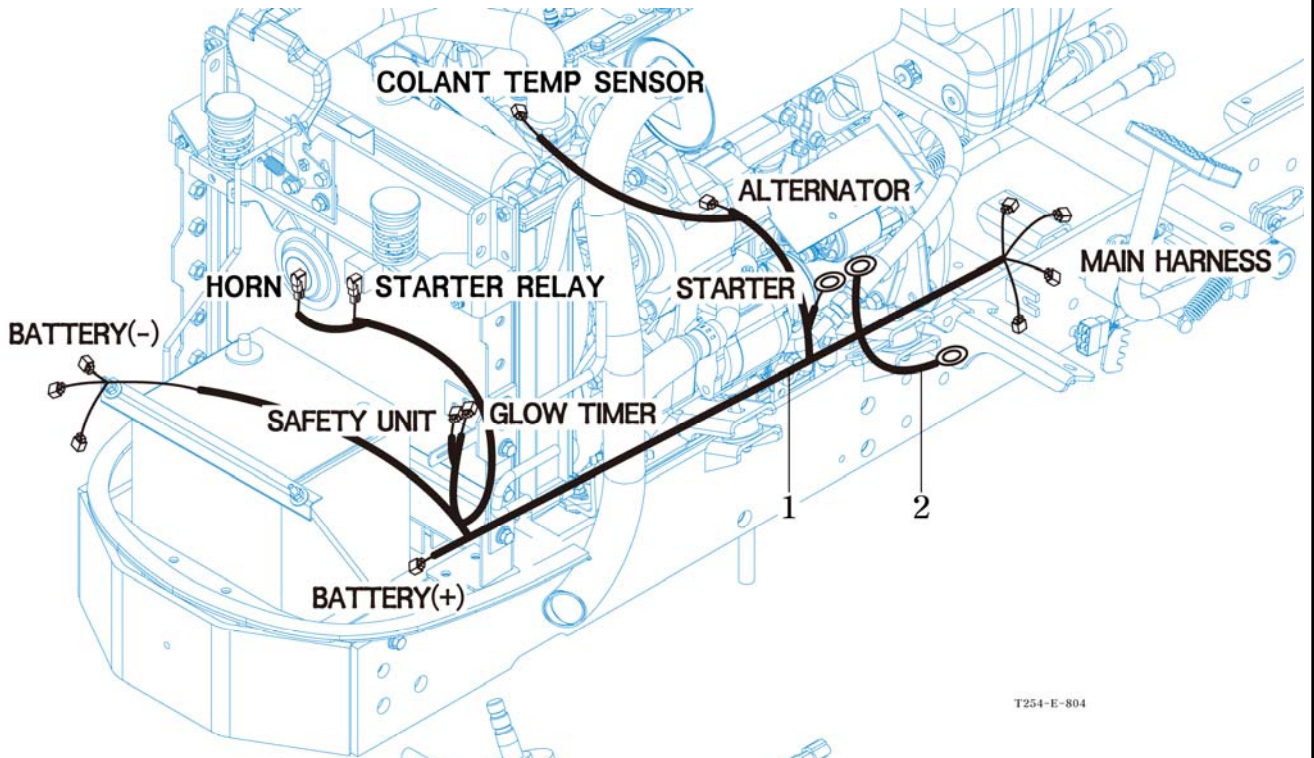 COLANT TEMP SENSOR
ALTERNATOR
MAIN HARNESS
HORN
STARTER RELAY
STARTER
BATTERY(-)
SAFETY UNIT
GLOW TIMER
1
2
BATTERY(+)
T254-E-804